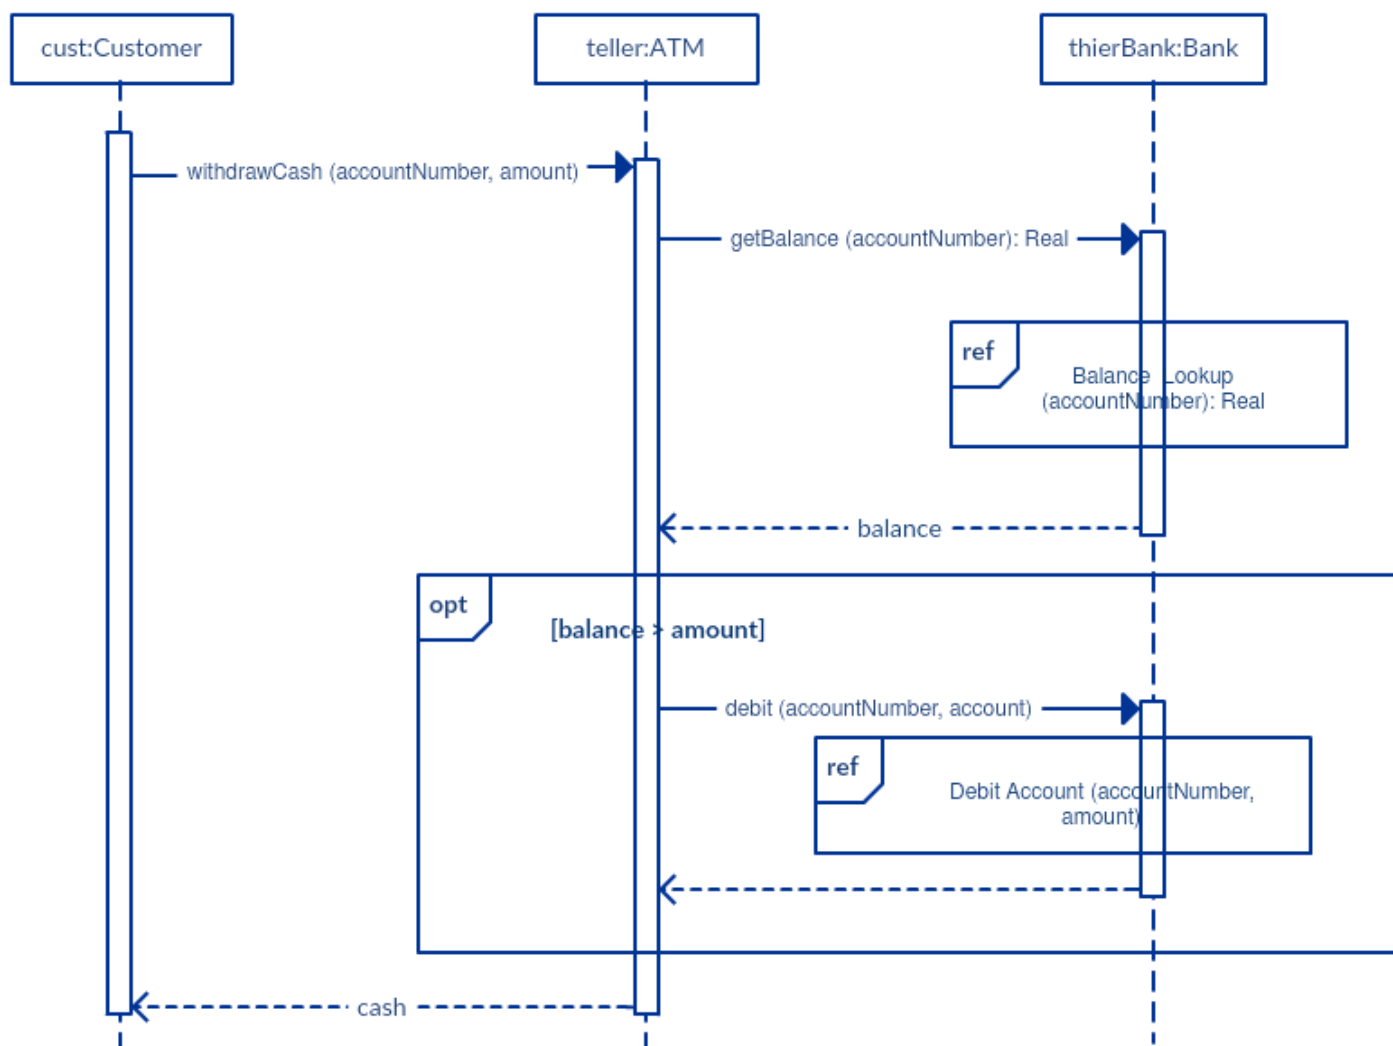 cust:Customer
teller:ATM
thierBank:Bank
withdrawCash (accountNumber, amount)
getBalance (accountNumber): Real
ref
Balance Lookup
(accountNumber): Real
balance
opt
[balance > amount]
debit (accountNumber, account)
ref
Debit Account (accountNumber,
amount)
cash